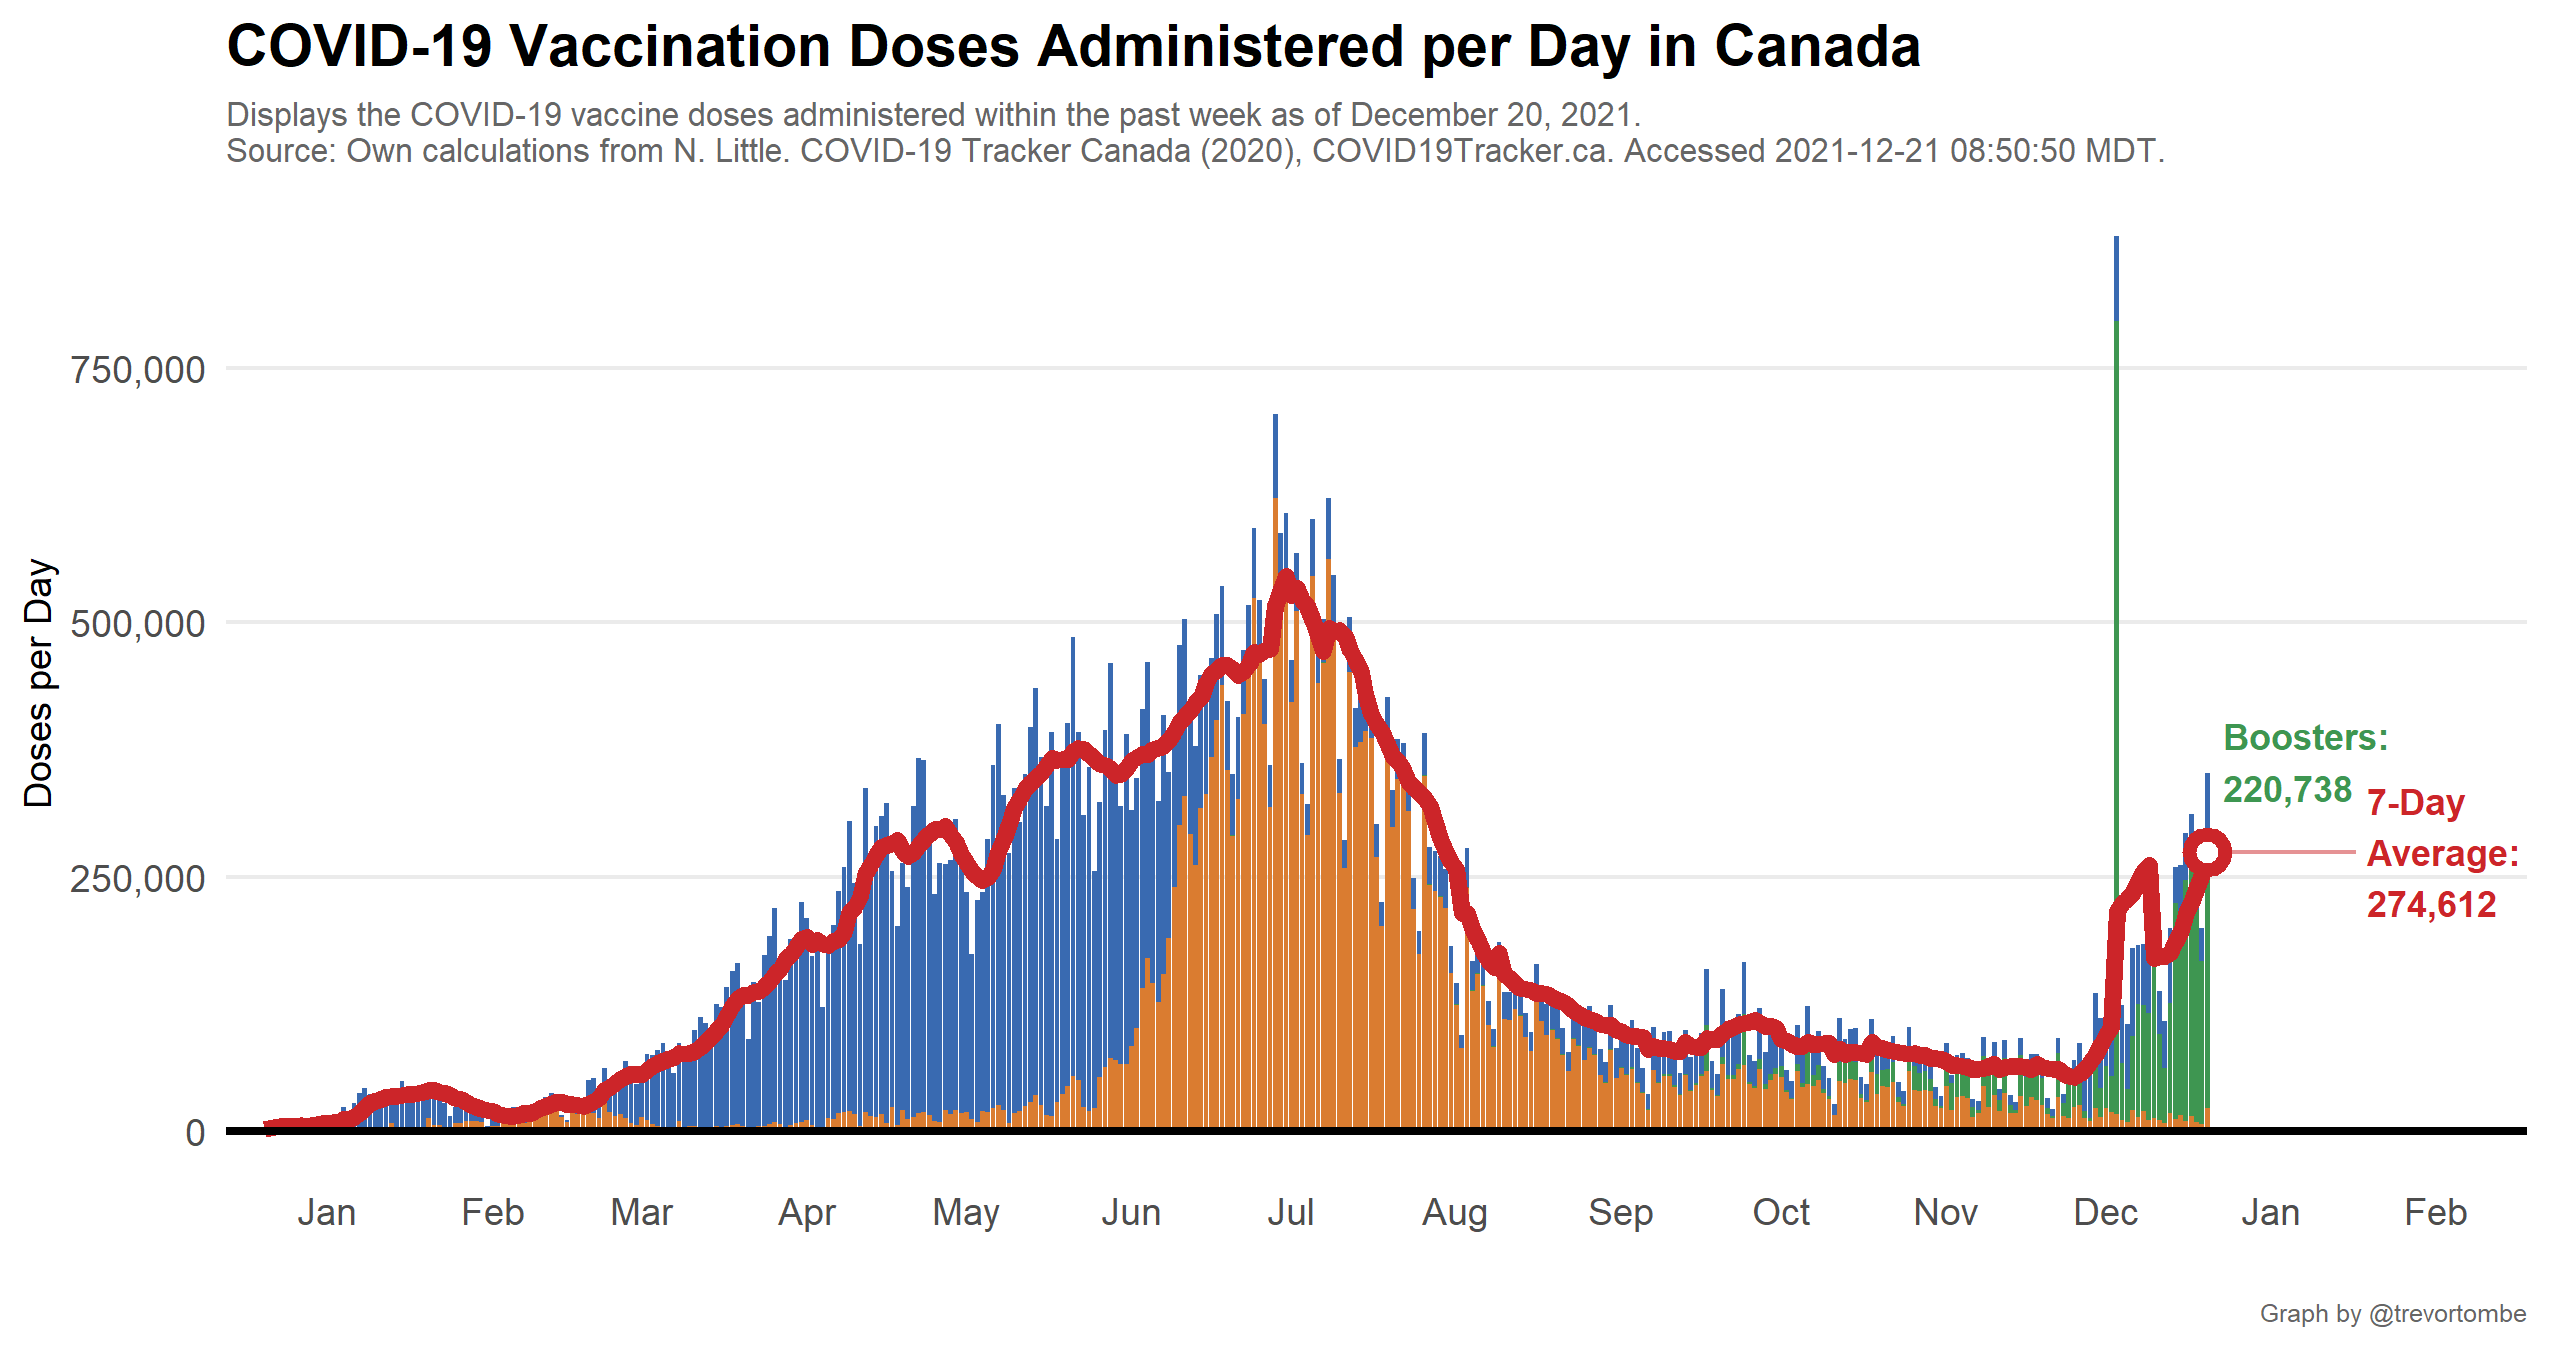 COVID-19 Vaccination Doses Administered per Day in Canada
Displays the COVID-19 vaccine doses administered within the past week as of December 20, 2021.
Source: Own calculations from N. Little. COVID-19 Tracker Canada (2020), COVID19Tracker.ca. Accessed 2021-12-21 08:50:50 MDT.
Doses per Day
750,000
500,000
250,000
0
Boosters:
220,738
7-Day
Average:
274,612
Jan Feb Mar Apr May Jun Jul Aug Sep Oct Nov Dec Jan Feb
Graph by @trevortombe